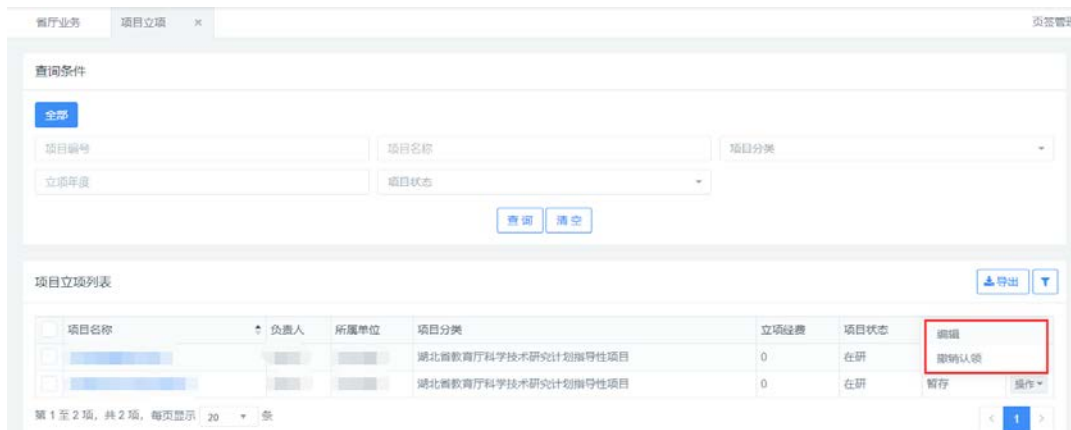 省厅业务 项目立项 × 页签管理
查询条件
全部
项目编号 项目名称 项目分类
立项年度 项目状态
查询 清空
项目立项列表 导出
项目名称 负责人 所属单位 项目分类 立项经费 项目状态
编辑
湖北省教育厅科学技术研究计划指导性项目 0 在研
撤销认领
湖北省教育厅科学技术研究计划指导性项目 0 在研 暂存 操作
第 1 至 2 项，共 2 项，每页显示 20 条 < 1 >